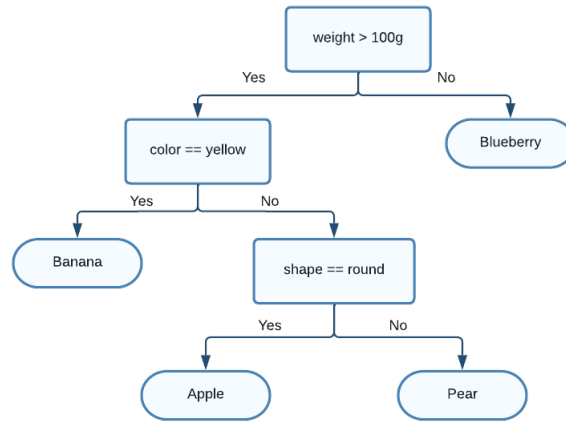 weight > 100g
Yes
No
color == yellow
Blueberry
Yes
No
Banana
shape == round
Yes
No
Apple
Pear